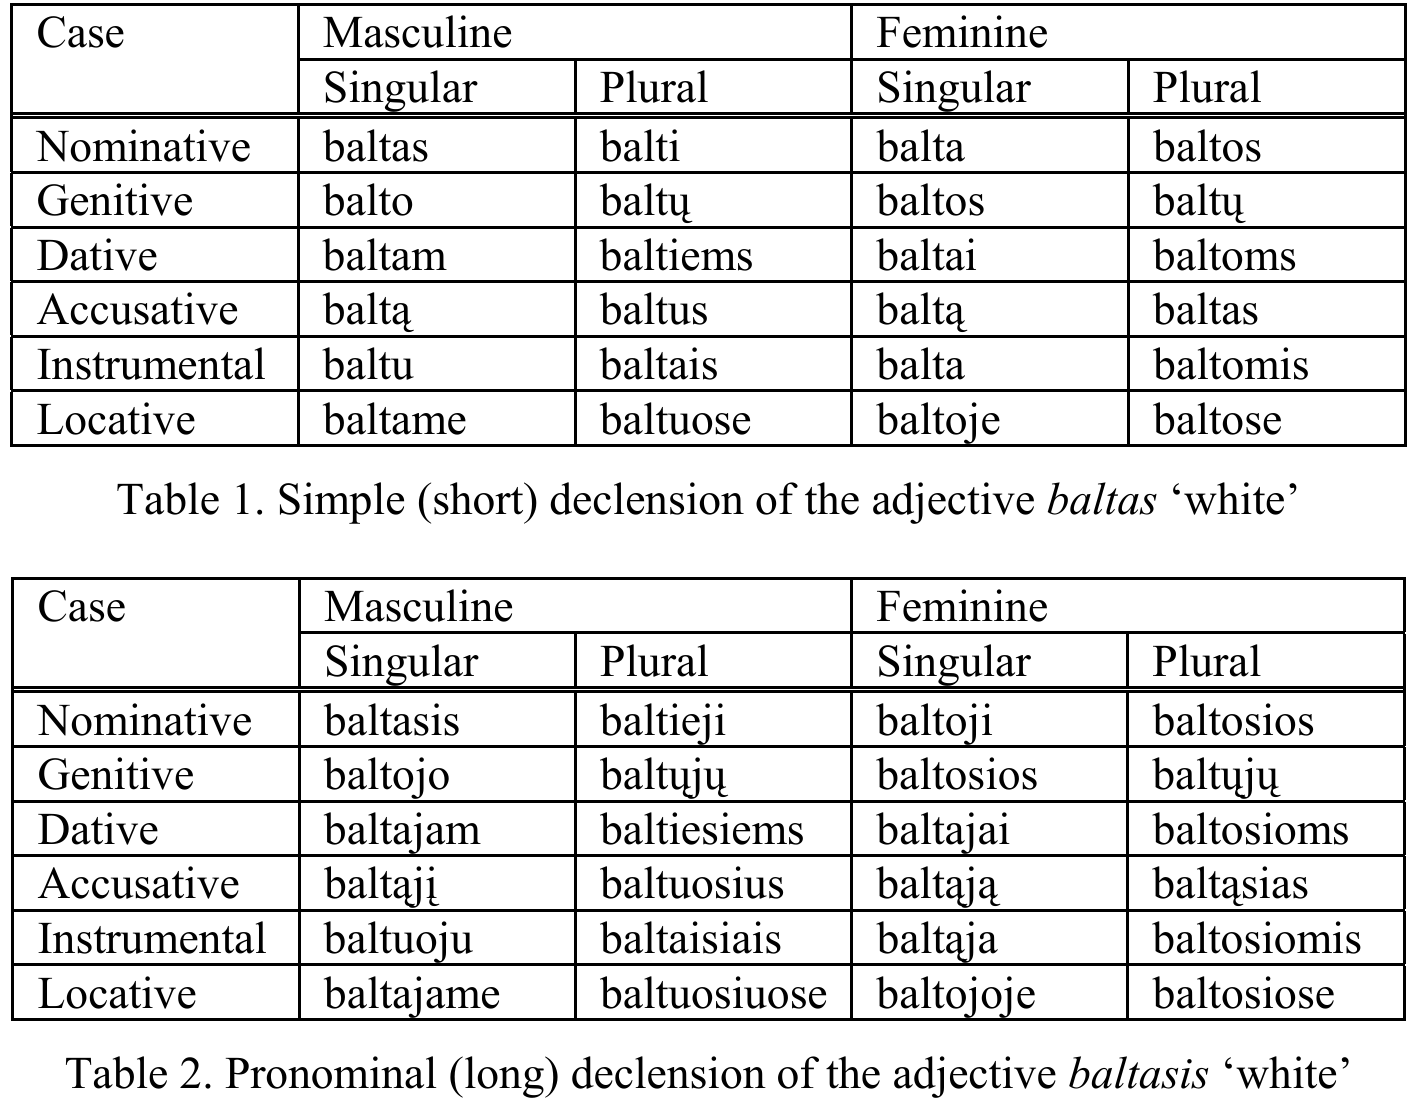 Case Masculine Feminine
Singular Plural Singular Plural
Nominative baltas balti balta baltos
Genitive balto baltų baltos baltų
Dative baltam baltiems baltai baltoms
Accusative baltą baltus baltą baltas
Instrumental baltu baltais balta baltomis
Locative baltame baltuose baltoje baltose
Table 1. Simple (short) declension of the adjective baltas ‘white’
Case Masculine Feminine
Singular Plural Singular Plural
Nominative baltasis baltieji baltoji baltosios
Genitive baltojo baltųjų baltosios baltųjų
Dative baltajam baltiesiems baltajai baltosioms
Accusative baltąjį baltuosius baltąją baltąsias
Instrumental baltuoju baltaisiais baltąja baltosiomis
Locative baltajame baltuosiuose baltojoje baltosiose
Table 2. Pronominal (long) declension of the adjective baltasis ‘white’